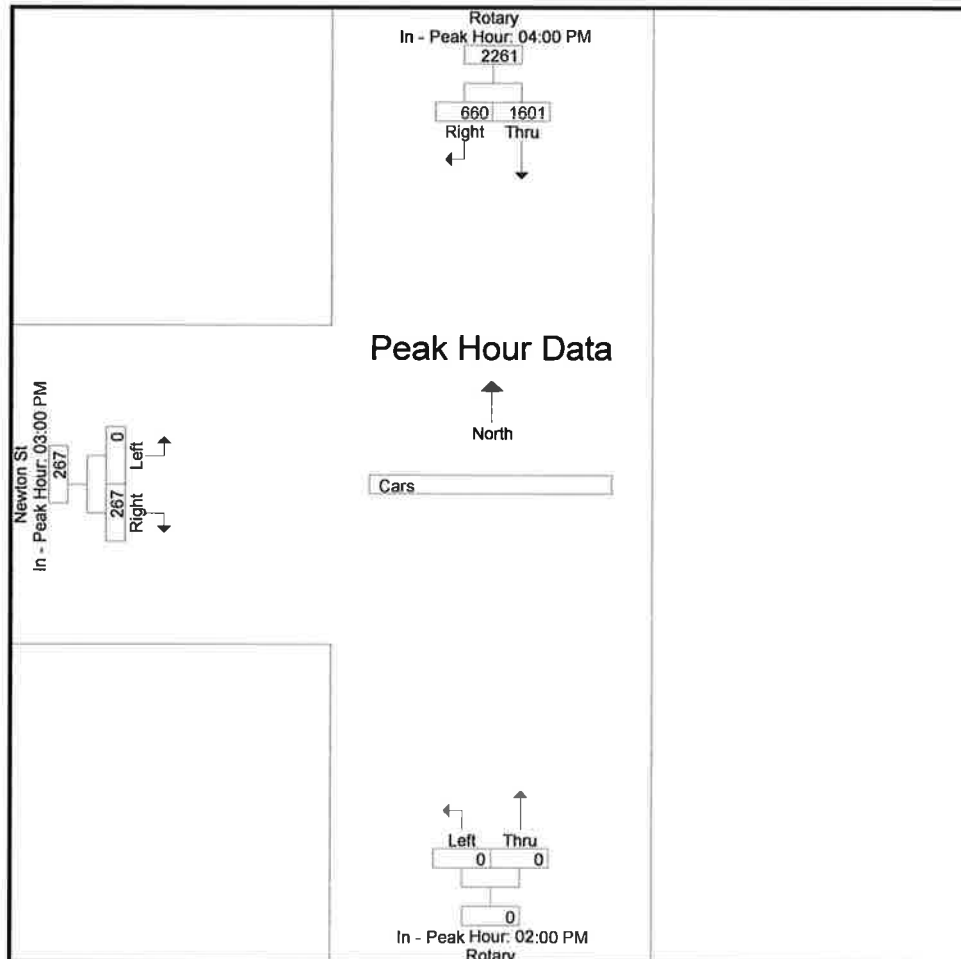 Rotary
In - Peak Hour: 04:00 PM
2261
660 1601
Right Thru
Peak Hour Data
North
Cars
Newton St
In - Peak Hour: 03:00 PM
267
0
267
Left
Right
Left Thru
0 0
0
In - Peak Hour: 02:00 PM
Rotary